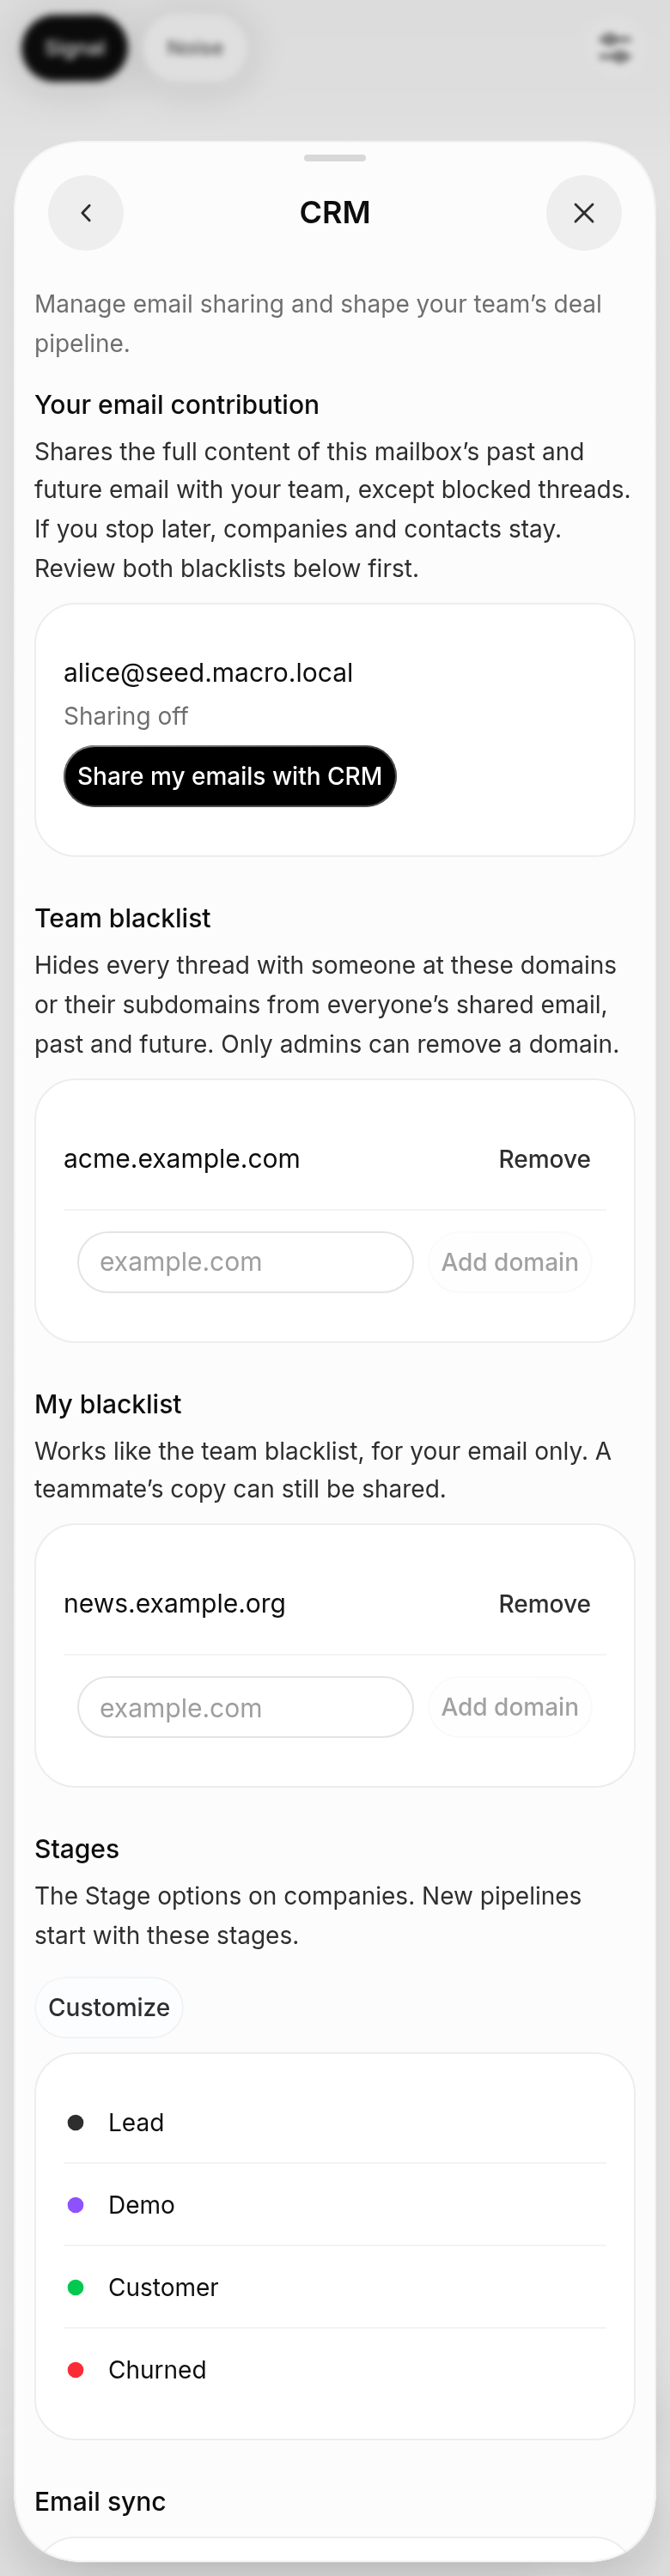 Signal
Noise
CRM
Manage email sharing and shape your team’s deal
pipeline.
Your email contribution
Shares the full content of this mailbox’s past and
future email with your team, except blocked threads.
If you stop later, companies and contacts stay.
Review both blacklists below first.
alice@seed.macro.local
Sharing off
Share my emails with CRM
Team blacklist
Hides every thread with someone at these domains
or their subdomains from everyone’s shared email,
past and future. Only admins can remove a domain.
acme.example.com
Remove
example.com
Add domain
My blacklist
Works like the team blacklist, for your email only. A
teammate’s copy can still be shared.
news.example.org
Remove
example.com
Add domain
Stages
The Stage options on companies. New pipelines
start with these stages.
Customize
Lead
Demo
Customer
Churned
Email sync